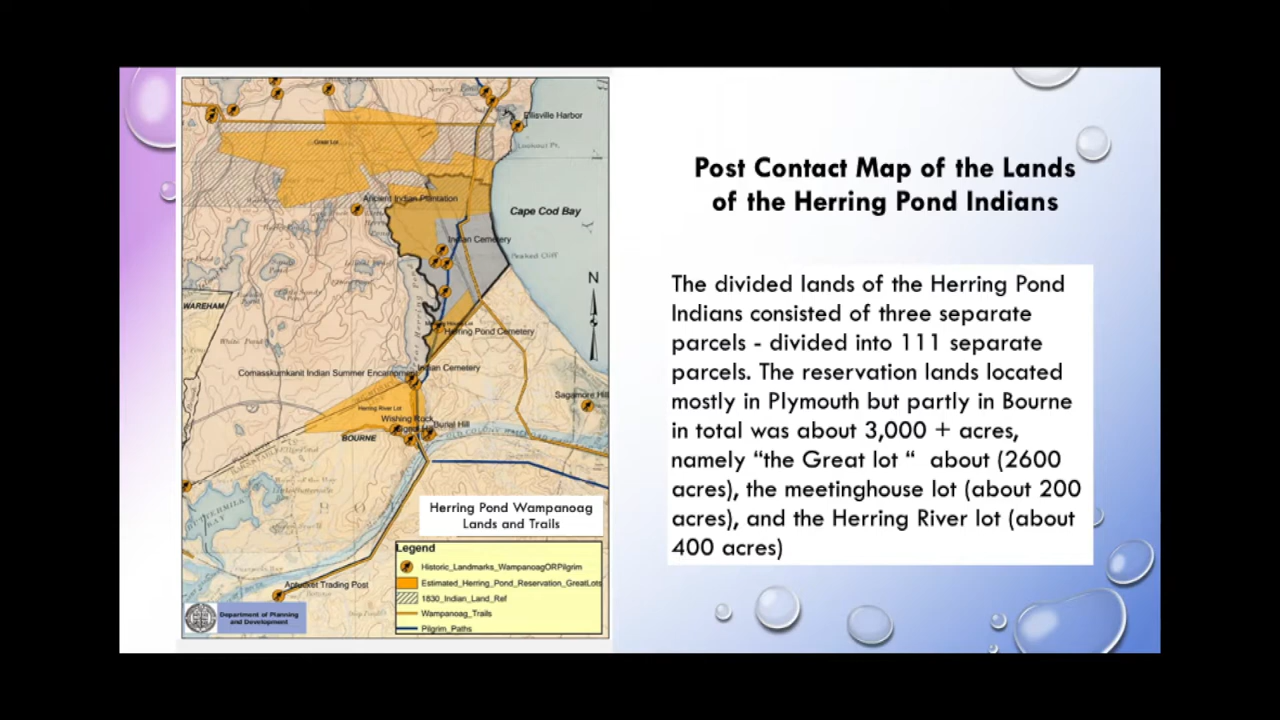 Post Contact Map of the Lands
of the Herring Pond Indians
The divided lands of the Herring Pond
Indians consisted of three separate
parcels - divided into 111 separate
parcels. The reservation lands located
mostly in Plymouth but partly in Bourne
in total was about 3,000 + acres,
namely “the Great lot “  about (2600
acres), the meetinghouse lot (about 200
acres), and the Herring River lot (about
400 acres)
Ellisville Harbor
Great Lot
Ancient Indian Plantation
Cape Cod Bay
Indian Cemetery
N
WAREHAM
Herring Pond Cemetery
Indian Cemetery
Comasskumkanit Indian Summer Encampment
Sagamore Hill
Herring River Lot
Wishing Rock
Burial Hill
BOURNE
Herring Pond Wampanoag
Lands and Trails
Legend
Historic_Landmarks_WampanoagORPilgrim
Estimated_Herring_Pond_Reservation_GreatLots
1830_Indian_Land_Ref
Wampanoag_Trails
Pilgrim_Paths
Aptucket Trading Post
Department of Planning
and Development